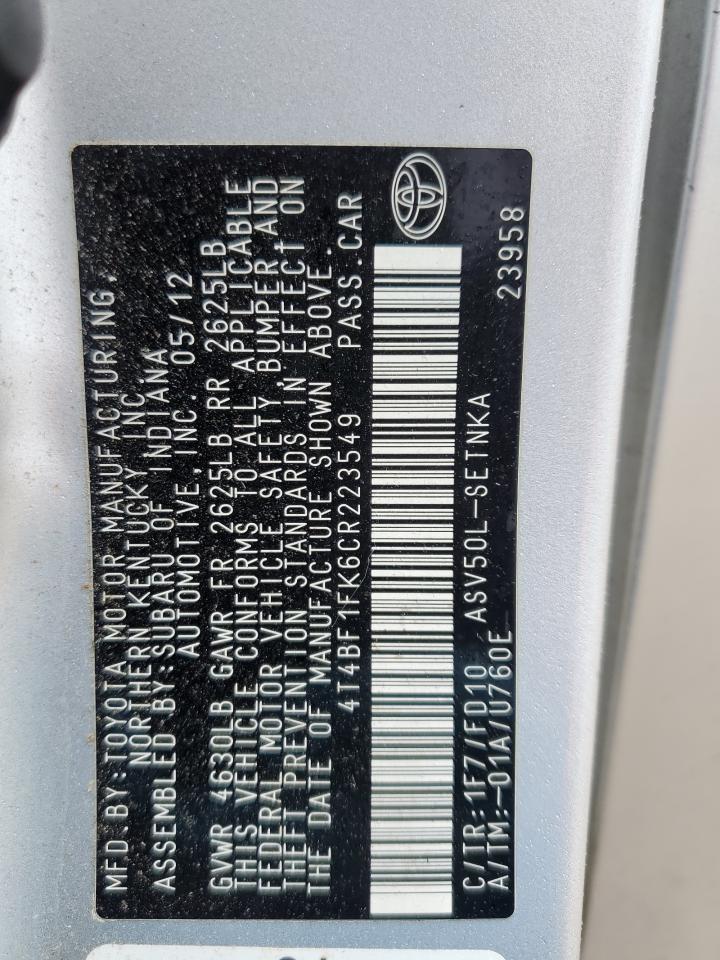 MFD. BY: TOYOTA MOTOR MANUFACTURING,
NORTHERN KENTUCKY INC.
ASSEMBLED BY: SUBARU OF INDIANA
AUTOMOTIVE, INC. 05/12
GVWR 4630LB GAWR FR 2625LB RR 2625LB
THIS VEHICLE CONFORMS TO ALL APPLICABLE
FEDERAL MOTOR VEHICLE SAFETY, BUMPER AND
THEFT PREVENTION STANDARDS IN EFFECT ON
THE DATE OF MANUFACTURE SHOWN ABOVE.
4T4BF1FK6CR223549 PASS. CAR
C/TR: 1F7/FD10 ASV50L-SETNKA
A/TM: -01A/U760E 23958